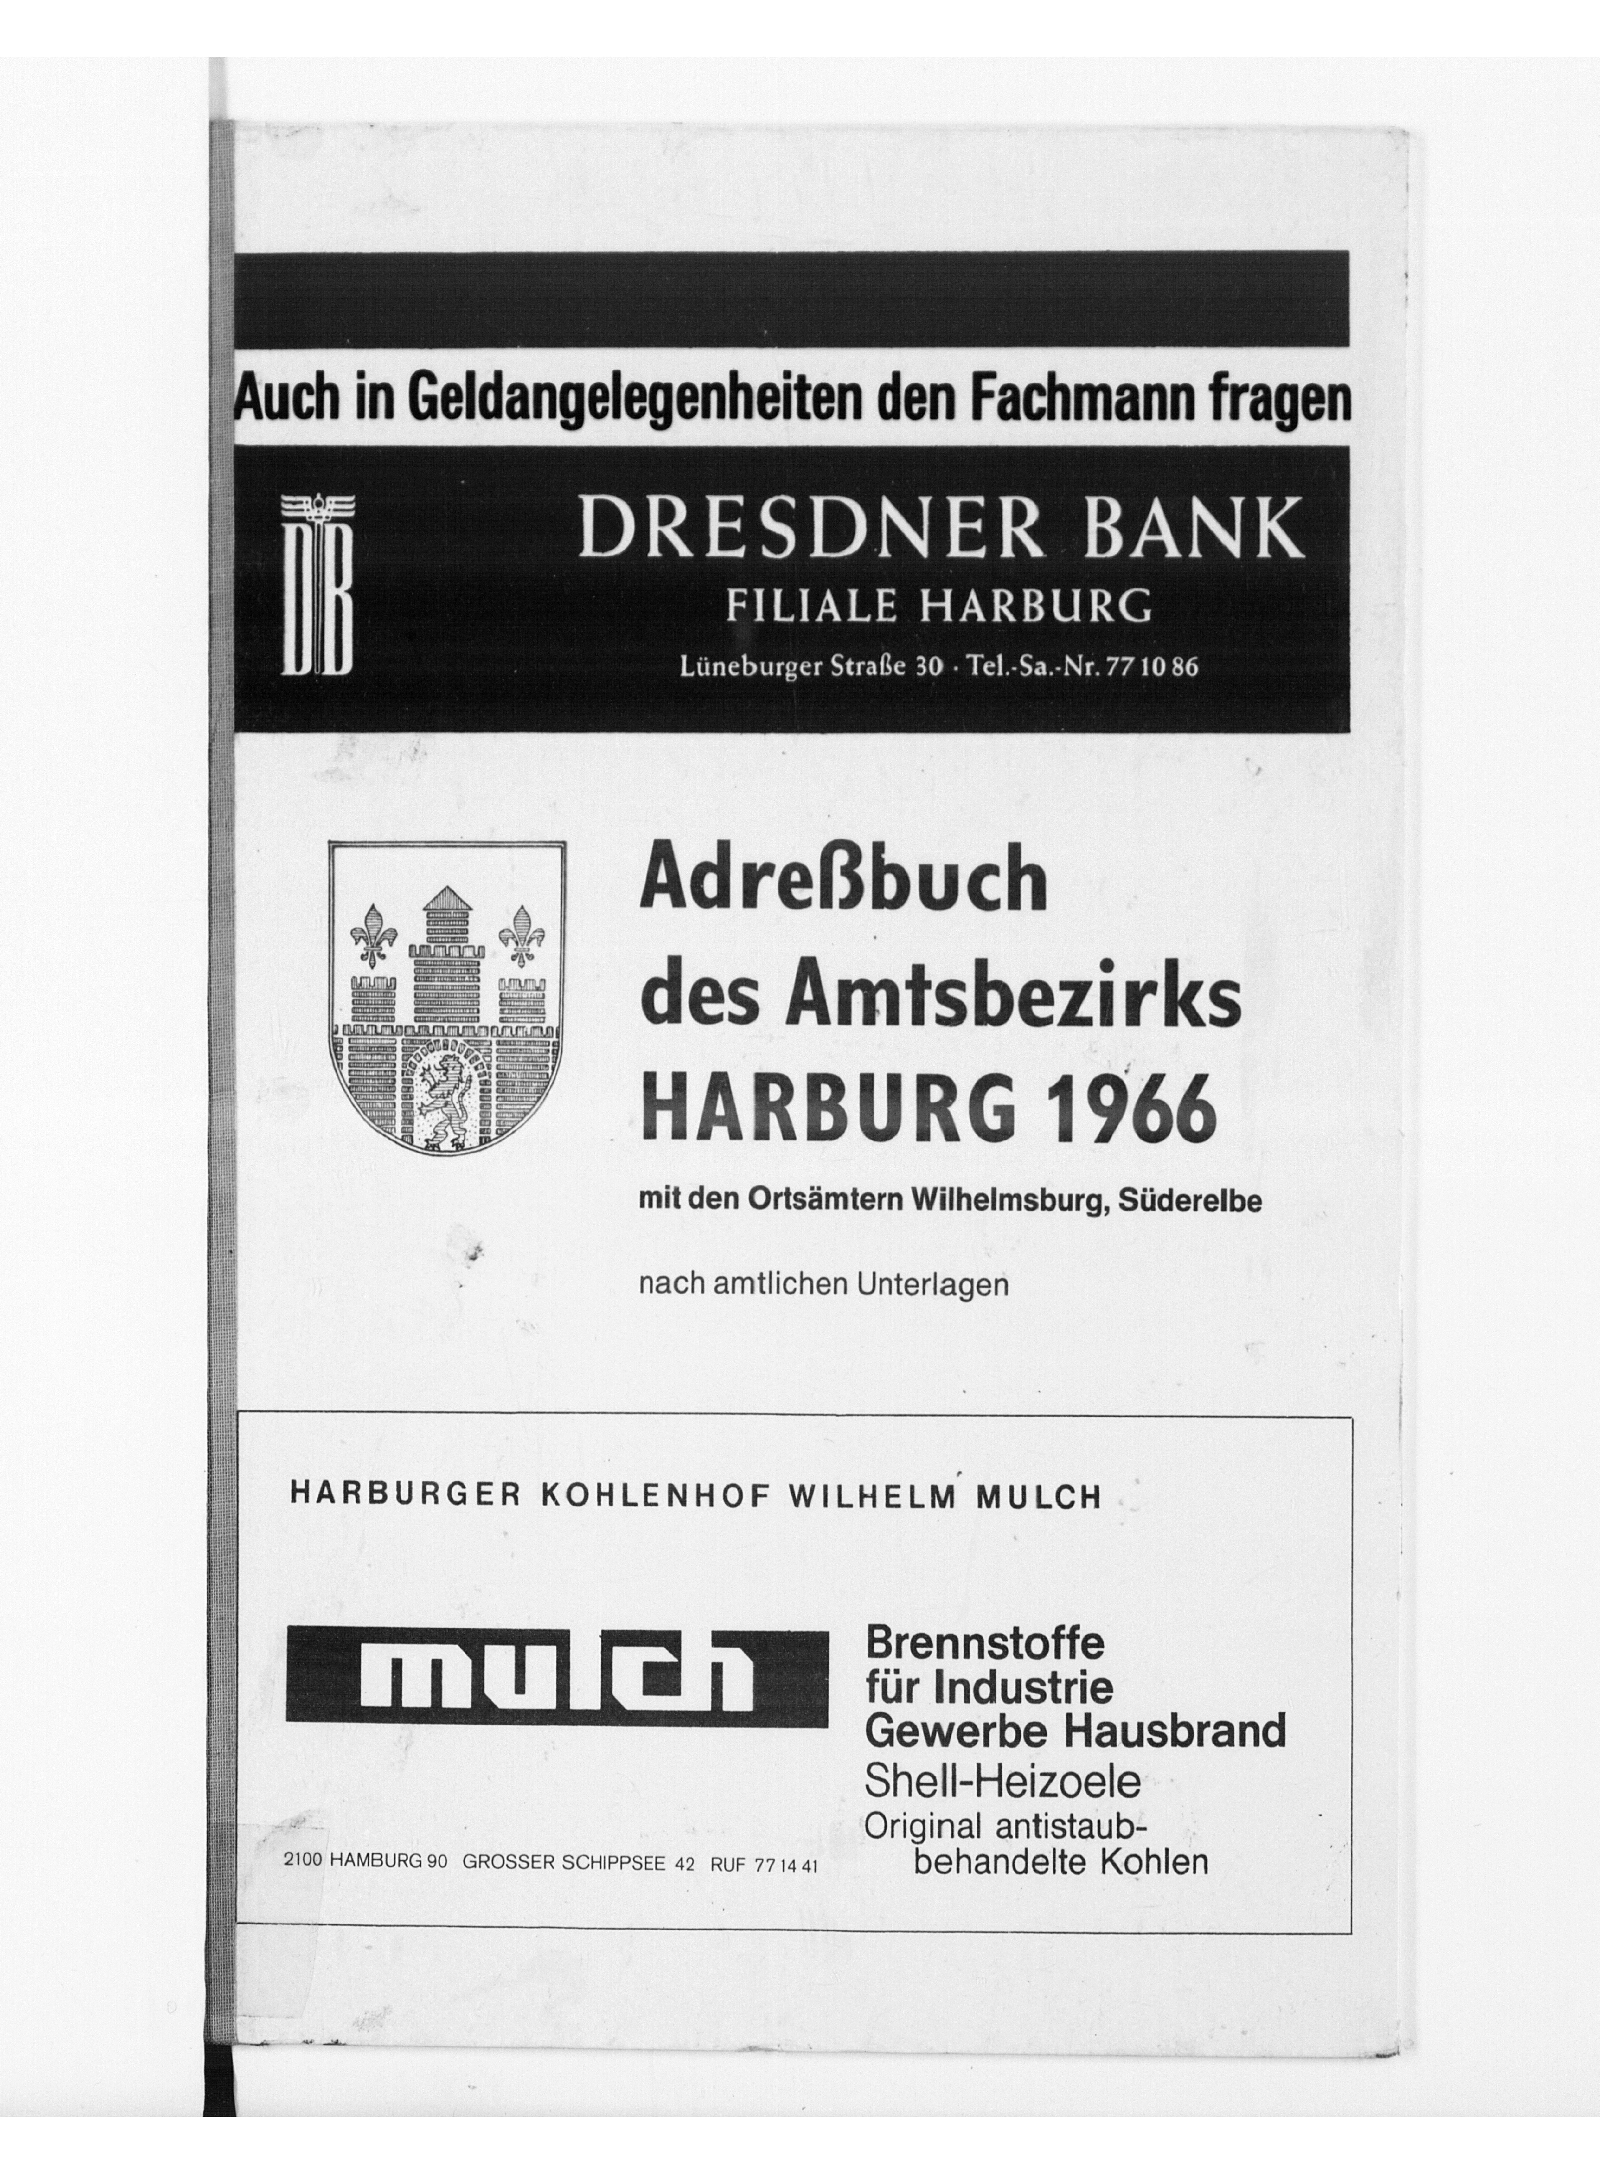 Auch in Geldangelegenheiten den Fachmann fragen
DB
DRESDNER BANK
FILIALE HARBURG
Lüneburger Straße 30 · Tel.-Sa.-Nr. 77 10 86
Adreßbuch
des Amtsbezirks
HARBURG 1966
mit den Ortsämtern Wilhelmsburg, Süderelbe
nach amtlichen Unterlagen
HARBURGER KOHLENHOF WILHELM MULCH
mulch
Brennstoffe
für Industrie
Gewerbe Hausbrand
Shell-Heizoele
Original antistaub-
behandelte Kohlen
2100 HAMBURG 90 GROSSER SCHIPPSEE 42 RUF 77 14 41